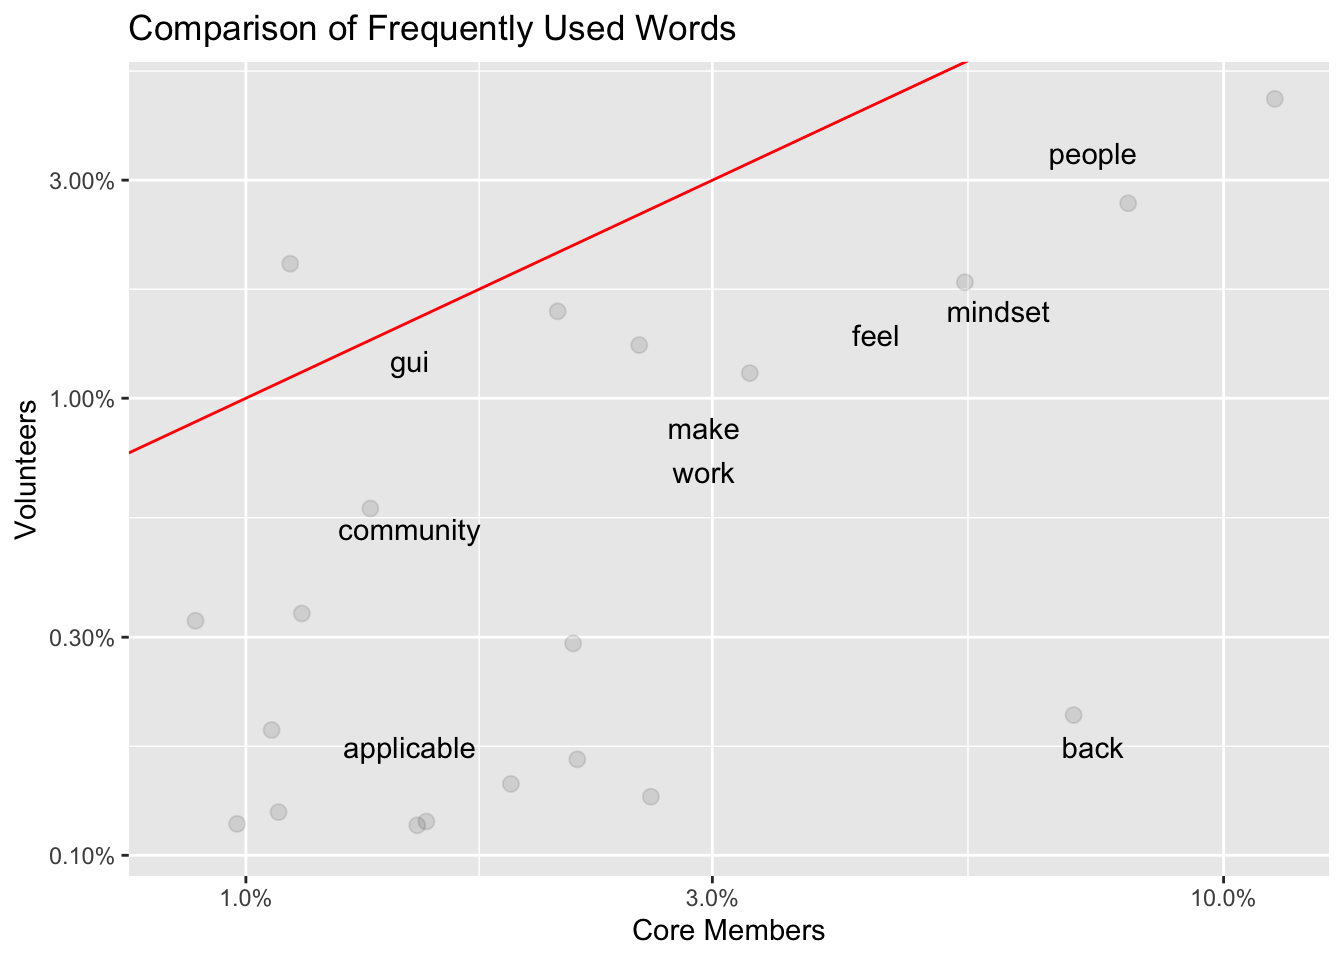 Comparison of Frequently Used Words
people
3.00%
mindset
feel
gui
1.00%
make
Volunteers
work
community
0.30%
applicable
back
0.10%
1.0%
3.0%
10.0%
Core Members